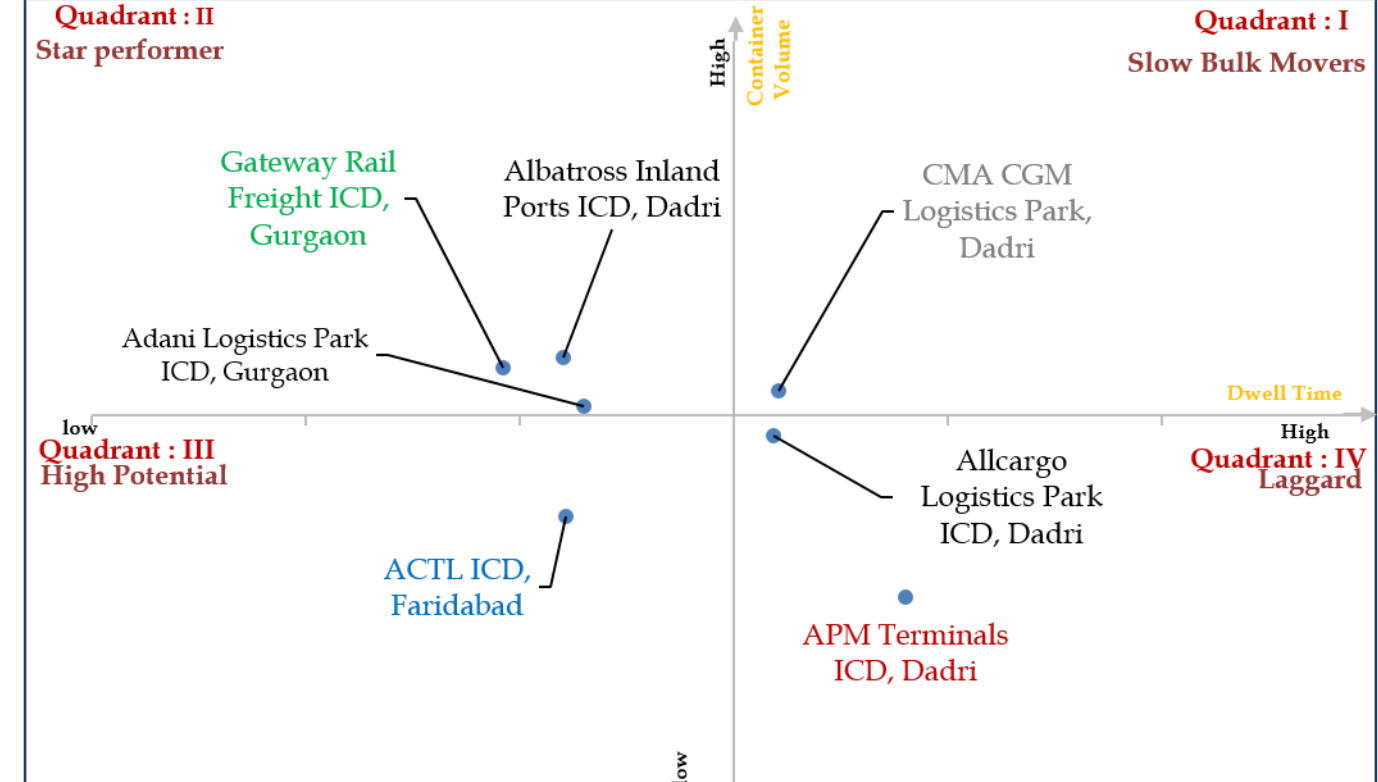 Quadrant : II
Star performer
High
Container
Volume
Quadrant : I
Slow Bulk Movers
Gateway Rail
Freight ICD,
Gurgaon
Albatross Inland
Ports ICD, Dadri
CMA CGM
Logistics Park,
Dadri
Adani Logistics Park
ICD, Gurgaon
Dwell Time
low
High
Quadrant : III
High Potential
Quadrant : IV
Laggard
Allcargo
Logistics Park
ICD, Dadri
ACTL ICD,
Faridabad
APM Terminals
ICD, Dadri
low